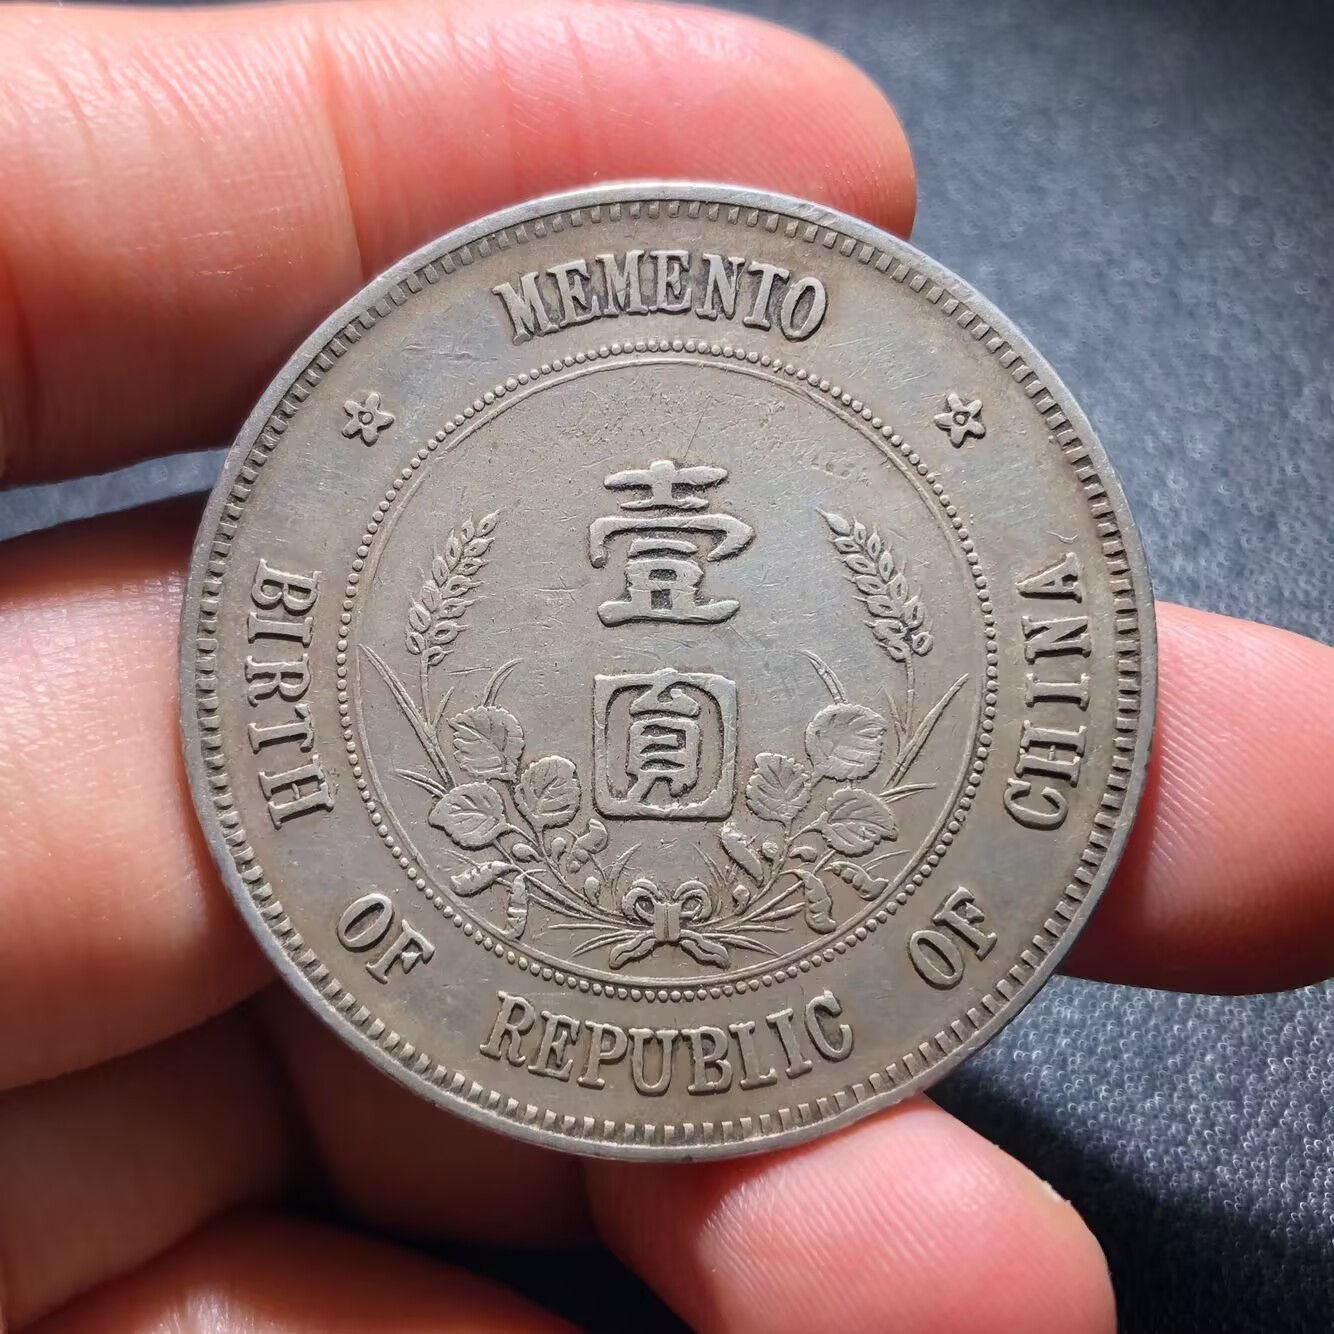 MEMENTO
壹
圓
BIRTH OF REPUBLIC OF CHINA